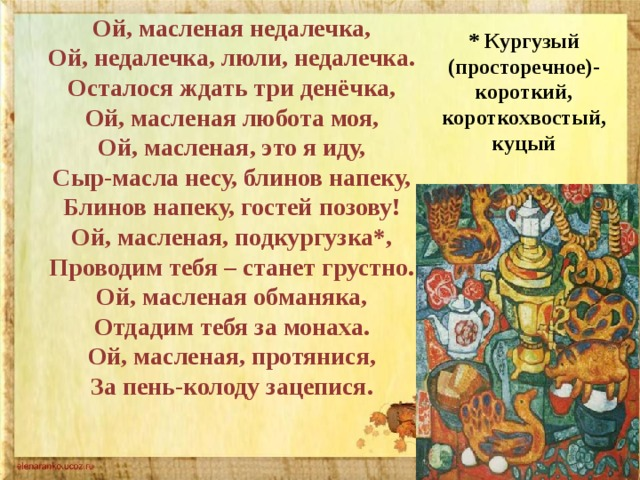 Ой, масленая недалечка,
Ой, недалечка, люли, недалечка.
Осталося ждать три денёчка,
Ой, масленая любота моя,
Ой, масленая, это я иду,
Сыр-масла несу, блинов напеку,
Блинов напеку, гостей позову!
Ой, масленая, подкургузка*,
Проводим тебя – станет грустно.
Ой, масленая обманяка,
Отдадим тебя за монаха.
Ой, масленая, протянися,
За пень-колоду зацепися.
* Кургузый
(просторечное)-
короткий,
короткохвостый,
куцый
elenaranko.ucoz.ru